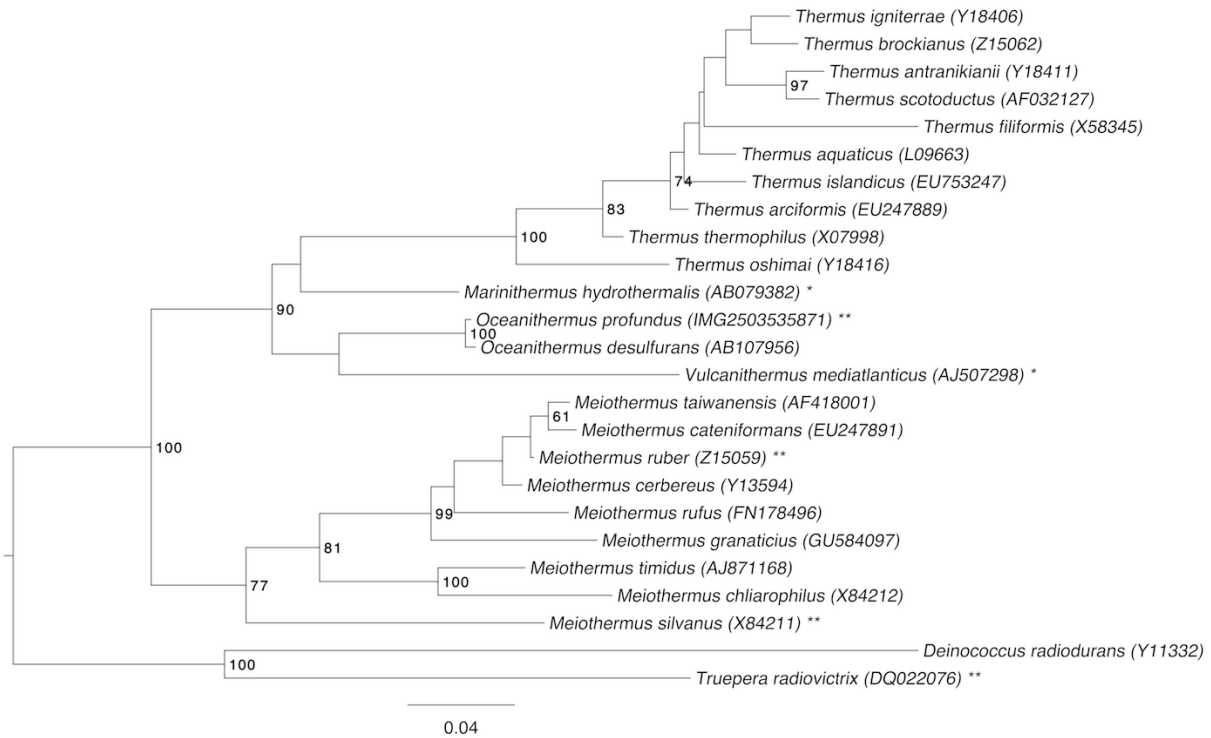 Thermus igniterrae (Y18406)
Thermus brockianus (Z15062)
Thermus antranikianii (Y18411)
97
Thermus scotoductus (AF032127)
Thermus filiformis (X58345)
Thermus aquaticus (L09663)
74
Thermus islandicus (EU753247)
83
Thermus arciformis (EU247889)
100
Thermus thermophilus (X07998)
Thermus oshimai (Y18416)
Marinithermus hydrothermalis (AB079382) *
90
Oceanithermus profundus (IMG2503535871) **
100
Oceanithermus desulfurans (AB107956)
Vulcanithermus mediatlanticus (AJ507298) *
Meiothermus taiwanensis (AF418001)
61
Meiothermus cateniformans (EU247891)
100
Meiothermus ruber (Z15059) **
Meiothermus cerbereus (Y13594)
99
Meiothermus rufus (FN178496)
81
Meiothermus granaticius (GU584097)
Meiothermus timidus (AJ871168)
77
100
Meiothermus chliarophilus (X84212)
Meiothermus silvanus (X84211) **
Deinococcus radiodurans (Y11332)
100
Truepera radiovictrix (DQ022076) **
0.04